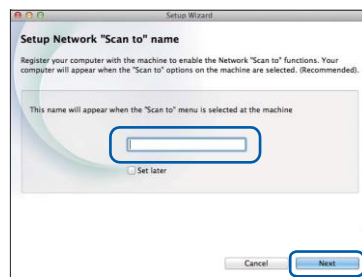 Setup Wizard
Setup Network "Scan to" name
Register your computer with the machine to enable the Network "Scan to" functions. Your
computer will appear when the "Scan to" options on the machine are selected. (Recommended).
This name will appear when the "Scan to" menu is selected at the machine
Set later
Cancel Next